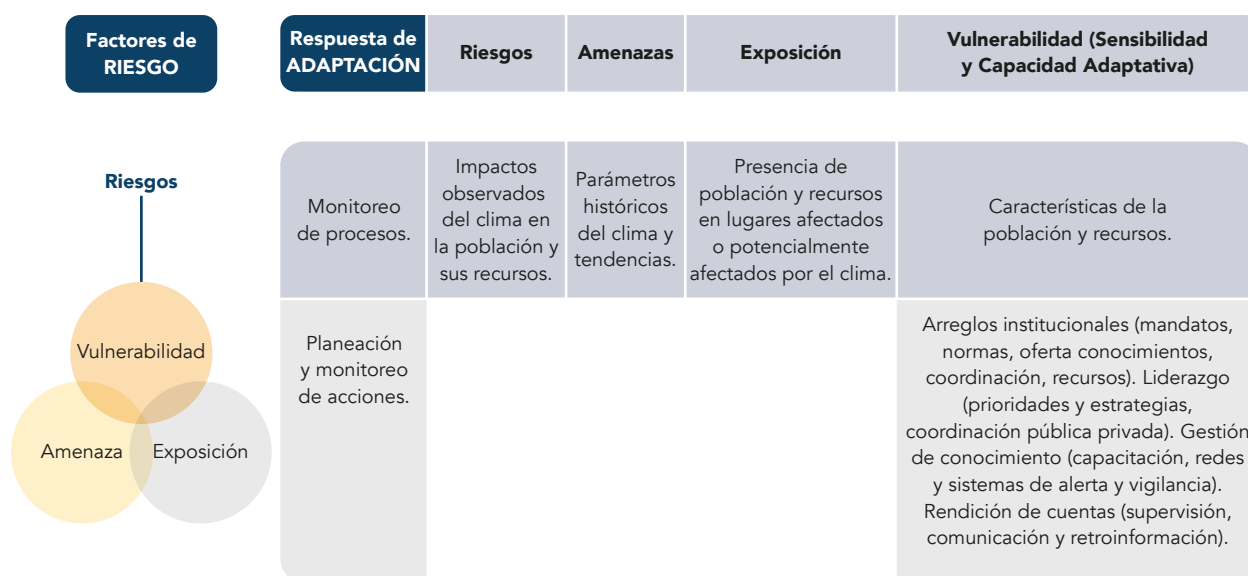 Factores de
RIESGO
Respuesta de
ADAPTACIÓN
Riesgos
Amenazas
Exposición
Vulnerabilidad (Sensibilidad
y Capacidad Adaptativa)
Riesgos
Vulnerabilidad
Amenaza
Exposición
Monitoreo
de procesos.
Impactos
observados
del clima en
la población y
sus recursos.
Parámetros
históricos
del clima y
tendencias.
Presencia de
población y recursos
en lugares afectados
o potencialmente
afectados por el clima.
Características de la
población y recursos.
Planeación
y monitoreo
de acciones.
Arreglos institucionales (mandatos,
normas, oferta conocimientos,
coordinación, recursos). Liderazgo
(prioridades y estrategias,
coordinación pública privada). Gestión
de conocimiento (capacitación, redes
y sistemas de alerta y vigilancia).
Rendición de cuentas (supervisión,
comunicación y retroinformación).